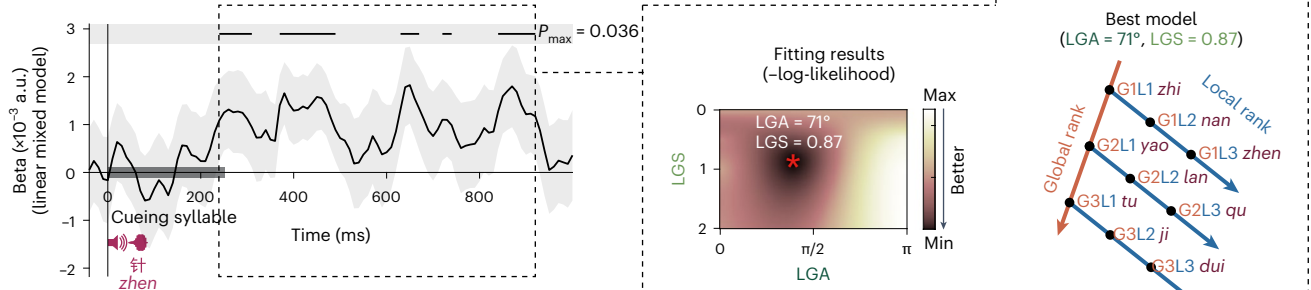 Beta (×10⁻³ a.u.)
(linear mixed model)
3
2
1
0
−1
−2
0
200
400
600
800
Time (ms)
Cueing syllable
针
zhen
Pmax = 0.036
Fitting results
(–log-likelihood)
LGS
0
1
2
LGA = 71°
LGS = 0.87
*
0
π/2
π
LGA
Max
Better
Min
Best model
(LGA = 71°, LGS = 0.87)
Global rank
Local rank
G1L1 zhi
G1L2 nan
G1L3 zhen
G2L1 yao
G2L2 lan
G2L3 qu
G3L1 tu
G3L2 ji
G3L3 dui